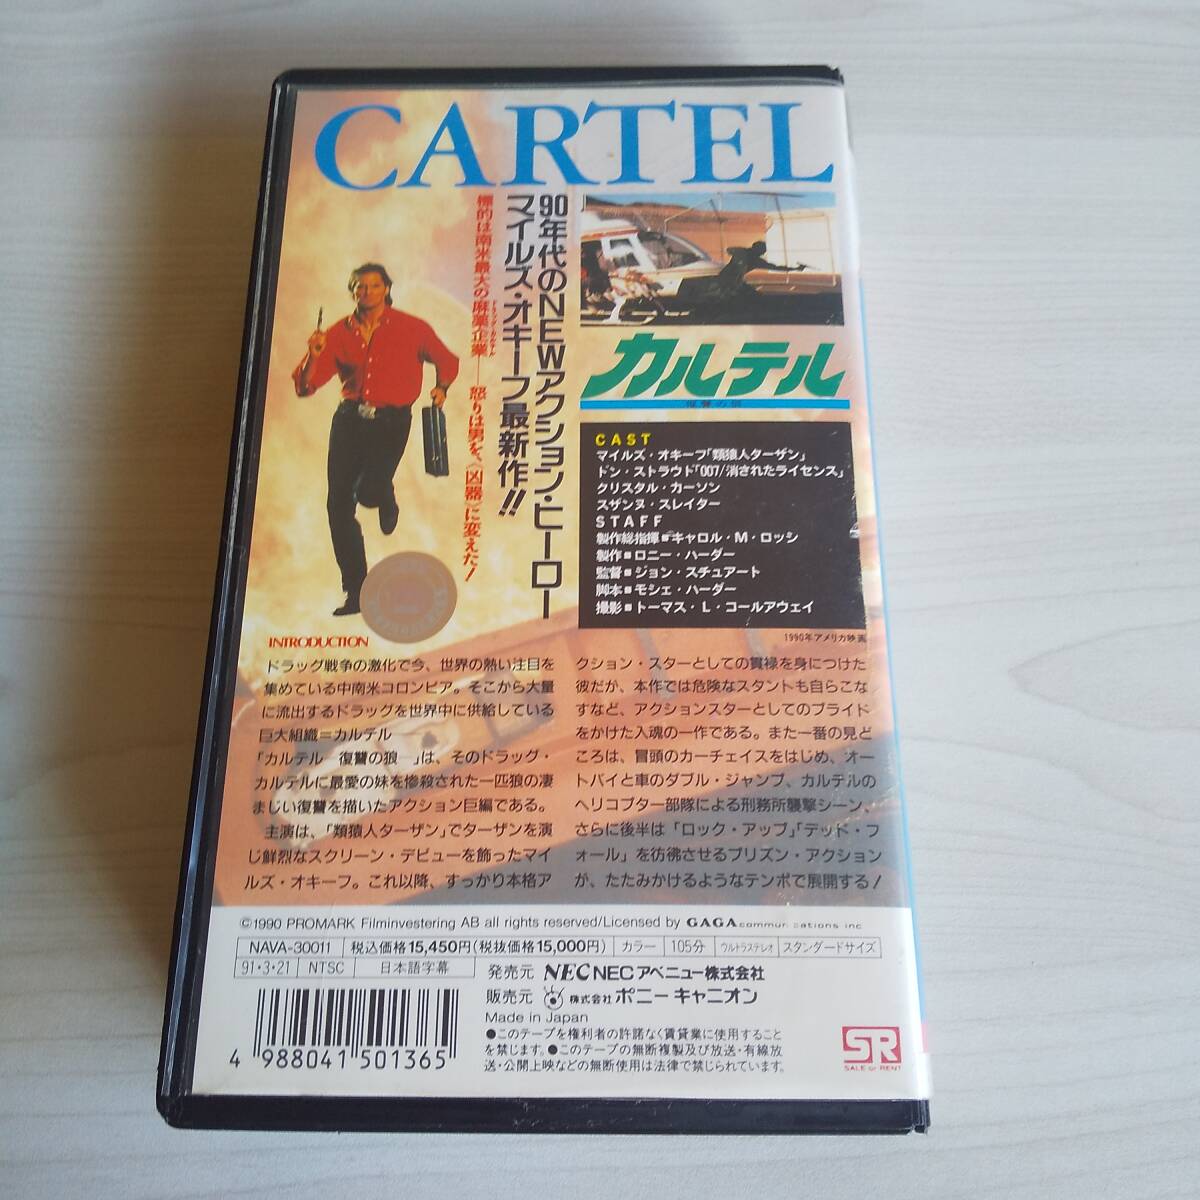 CARTEL
90年代のNEWアクション・ヒーロー
マイルズ・オキーフ最新作!!
標的は南米最大の麻薬企業──怒りは男を、〈凶器〉に変えた!
ドラッグ・カルテル
カルテル
復讐の狼
CAST
マイルズ・オキーフ「類猿人ターザン」
ドン・ストラウド「007/消されたライセンス」
クリスタル・カーソン
スザンヌ・スレイター
STAFF
製作総指揮=キャロル・M・ロッシ
製作=ロニー・ハーダー
監督=ジョン・スチュアート
脚本=モシェ・ハーダー
撮影=トーマス・L・コールアウェイ
1990年アメリカ映画
INTRODUCTION
ドラッグ戦争の激化で今、世界の熱い注目を
集めている中南米コロンビア。そこから大量
に流出するドラッグを世界中に供給している
巨大組織=カルテル
「カルテル 復讐の狼 」は、そのドラッグ・
カルテルに最愛の妹を惨殺された一匹狼の凄
まじい復讐を描いたアクション巨編である。
主演は、「類猿人ターザン」でターザンを演
じ鮮烈なスクリーン・デビューを飾ったマイ
ルズ・オキーフ。これ以降、すっかり本格ア
クション・スターとしての貫禄を身につけた
彼だが、本作では危険なスタントも自らこな
すなど、アクションスターとしてのプライド
をかけた入魂の一作である。また一番の見ど
ころは、冒頭のカーチェイスをはじめ、オー
トバイと車のダブル・ジャンプ、カルテルの
ヘリコプター部隊による刑務所襲撃シーン、
さらに後半は「ロック・アップ」「デッド・フ
ォール」を彷彿させるプリズン・アクション
が、たたみかけるようなテンポで展開する!
©1990 PROMARK Filminvestering AB all rights reserved/Licensed by GAGA communications inc
NAVA-30011 税込価格15,450円(税抜価格15,000円) カラー 105分 ウルトラステレオ スタンダードサイズ
91・3・21 NTSC 日本語字幕
発売元 NEC NECアベニュー株式会社
販売元 株式会社 ポニーキャニオン
Made in Japan
●このテープを権利者の許諾なく賃貸業に使用すること
を禁じます。●このテープの無断複製及び放送・有線放
送・公開上映などの無断使用は法律で禁じられています。
4 988041 501365
SR
SALE or RENT